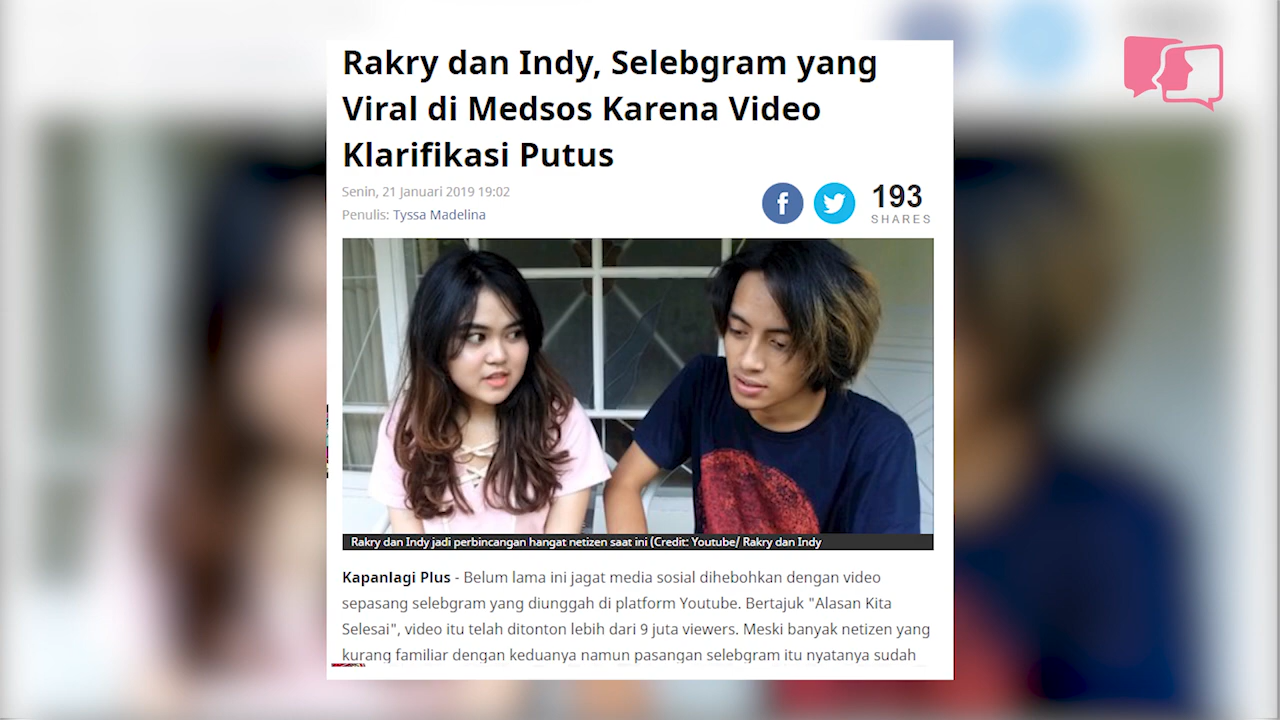 Rakry dan Indy, Selebgram yang
Viral di Medsos Karena Video
Klarifikasi Putus
Senin, 21 Januari 2019 19:02
Penulis: Tyssa Madelina
193
SHARES
Rakry dan Indy jadi perbincangan hangat netizen saat ini (Credit: Youtube/ Rakry dan Indy
Kapanlagi Plus - Belum lama ini jagat media sosial dihebohkan dengan video
sepasang selebgram yang diunggah di platform Youtube. Bertajuk "Alasan Kita
Selesai", video itu telah ditonton lebih dari 9 juta viewers. Meski banyak netizen yang
kurang familiar dengan keduanya namun pasangan selebgram itu nyatanya sudah